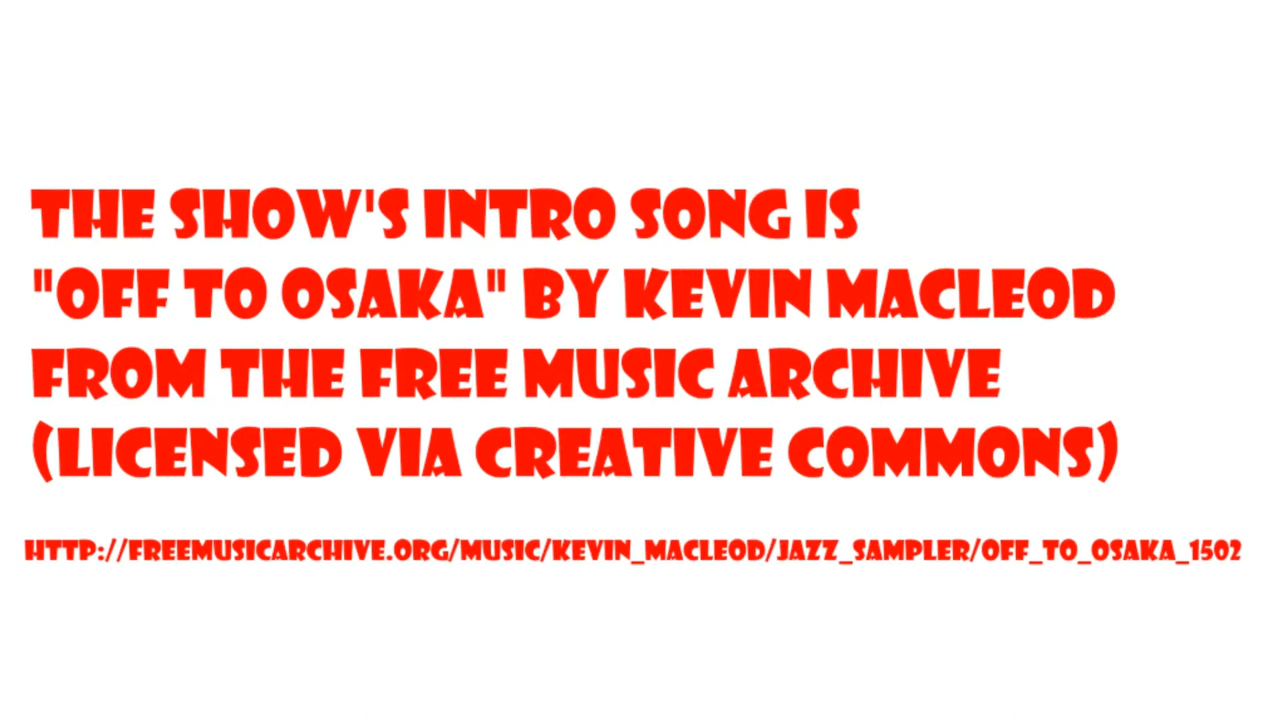 THE SHOW'S INTRO SONG IS
"OFF TO OSAKA" BY KEVIN MACLEOD
FROM THE FREE MUSIC ARCHIVE
(LICENSED VIA CREATIVE COMMONS)
HTTP://FREEMUSICARCHIVE.ORG/MUSIC/KEVIN_MACLEOD/JAZZ_SAMPLER/OFF_TO_OSAKA_1502